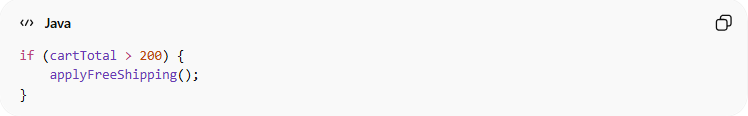 Java
if (cartTotal > 200) {
    applyFreeShipping();
}